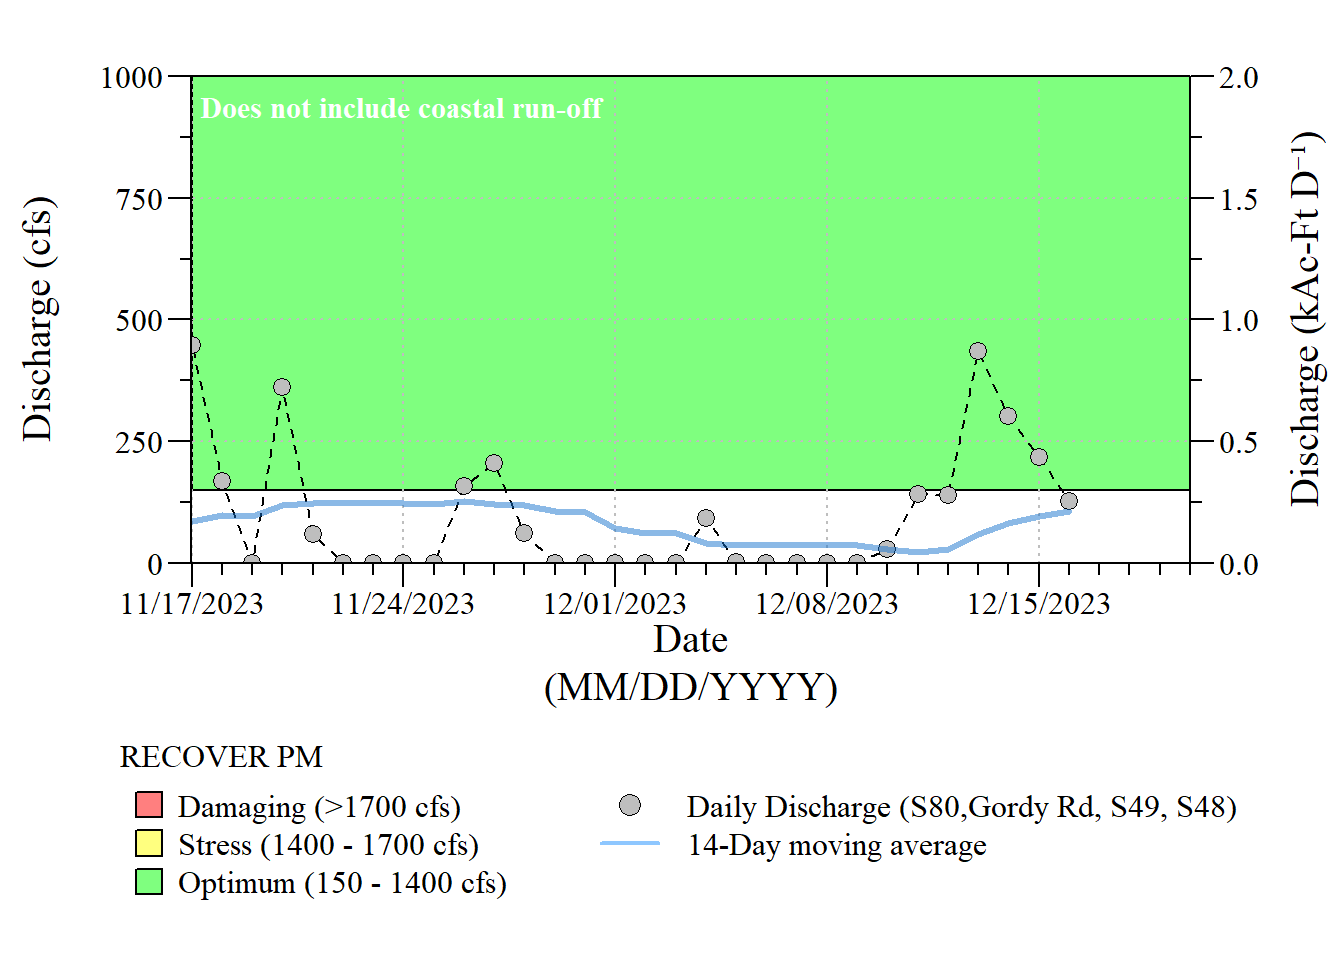 1000
750
500
250
0
Discharge (cfs)
Does not include coastal run-off
2.0
1.5
1.0
0.5
0.0
Discharge (kAc-Ft D⁻¹)
11/17/2023 11/24/2023 12/01/2023 12/08/2023 12/15/2023
Date
(MM/DD/YYYY)
RECOVER PM
Damaging (>1700 cfs)
Stress (1400 - 1700 cfs)
Optimum (150 - 1400 cfs)
Daily Discharge (S80,Gordy Rd, S49, S48)
14-Day moving average